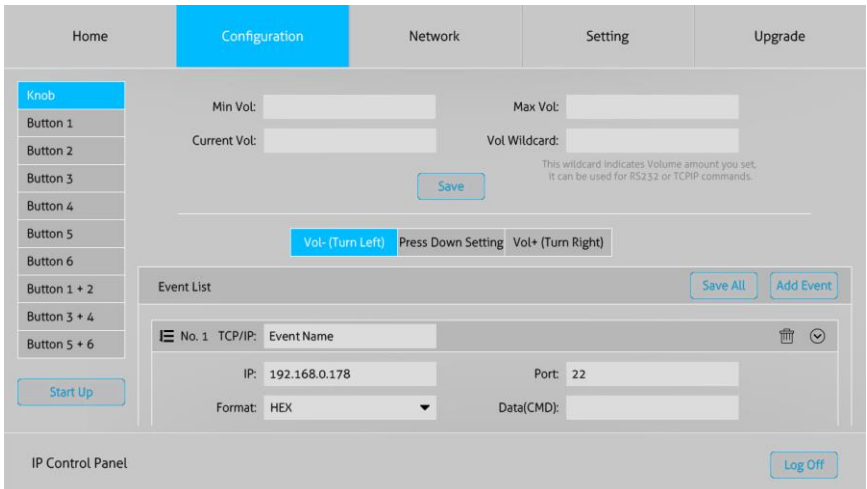 Home Configuration Network Setting Upgrade
Knob
Button 1
Button 2
Button 3
Button 4
Button 5
Button 6
Button 1 + 2
Button 3 + 4
Button 5 + 6
Start Up
Min Vol: Max Vol:
Current Vol: Vol Wildcard:
This wildcard indicates Volume amount you set,
it can be used for RS232 or TCPIP commands.
Save
Vol- (Turn Left) Press Down Setting Vol+ (Turn Right)
Event List Save All Add Event
No. 1 TCP/IP: Event Name
IP: 192.168.0.178 Port: 22
Format: HEX Data(CMD):
IP Control Panel Log Off